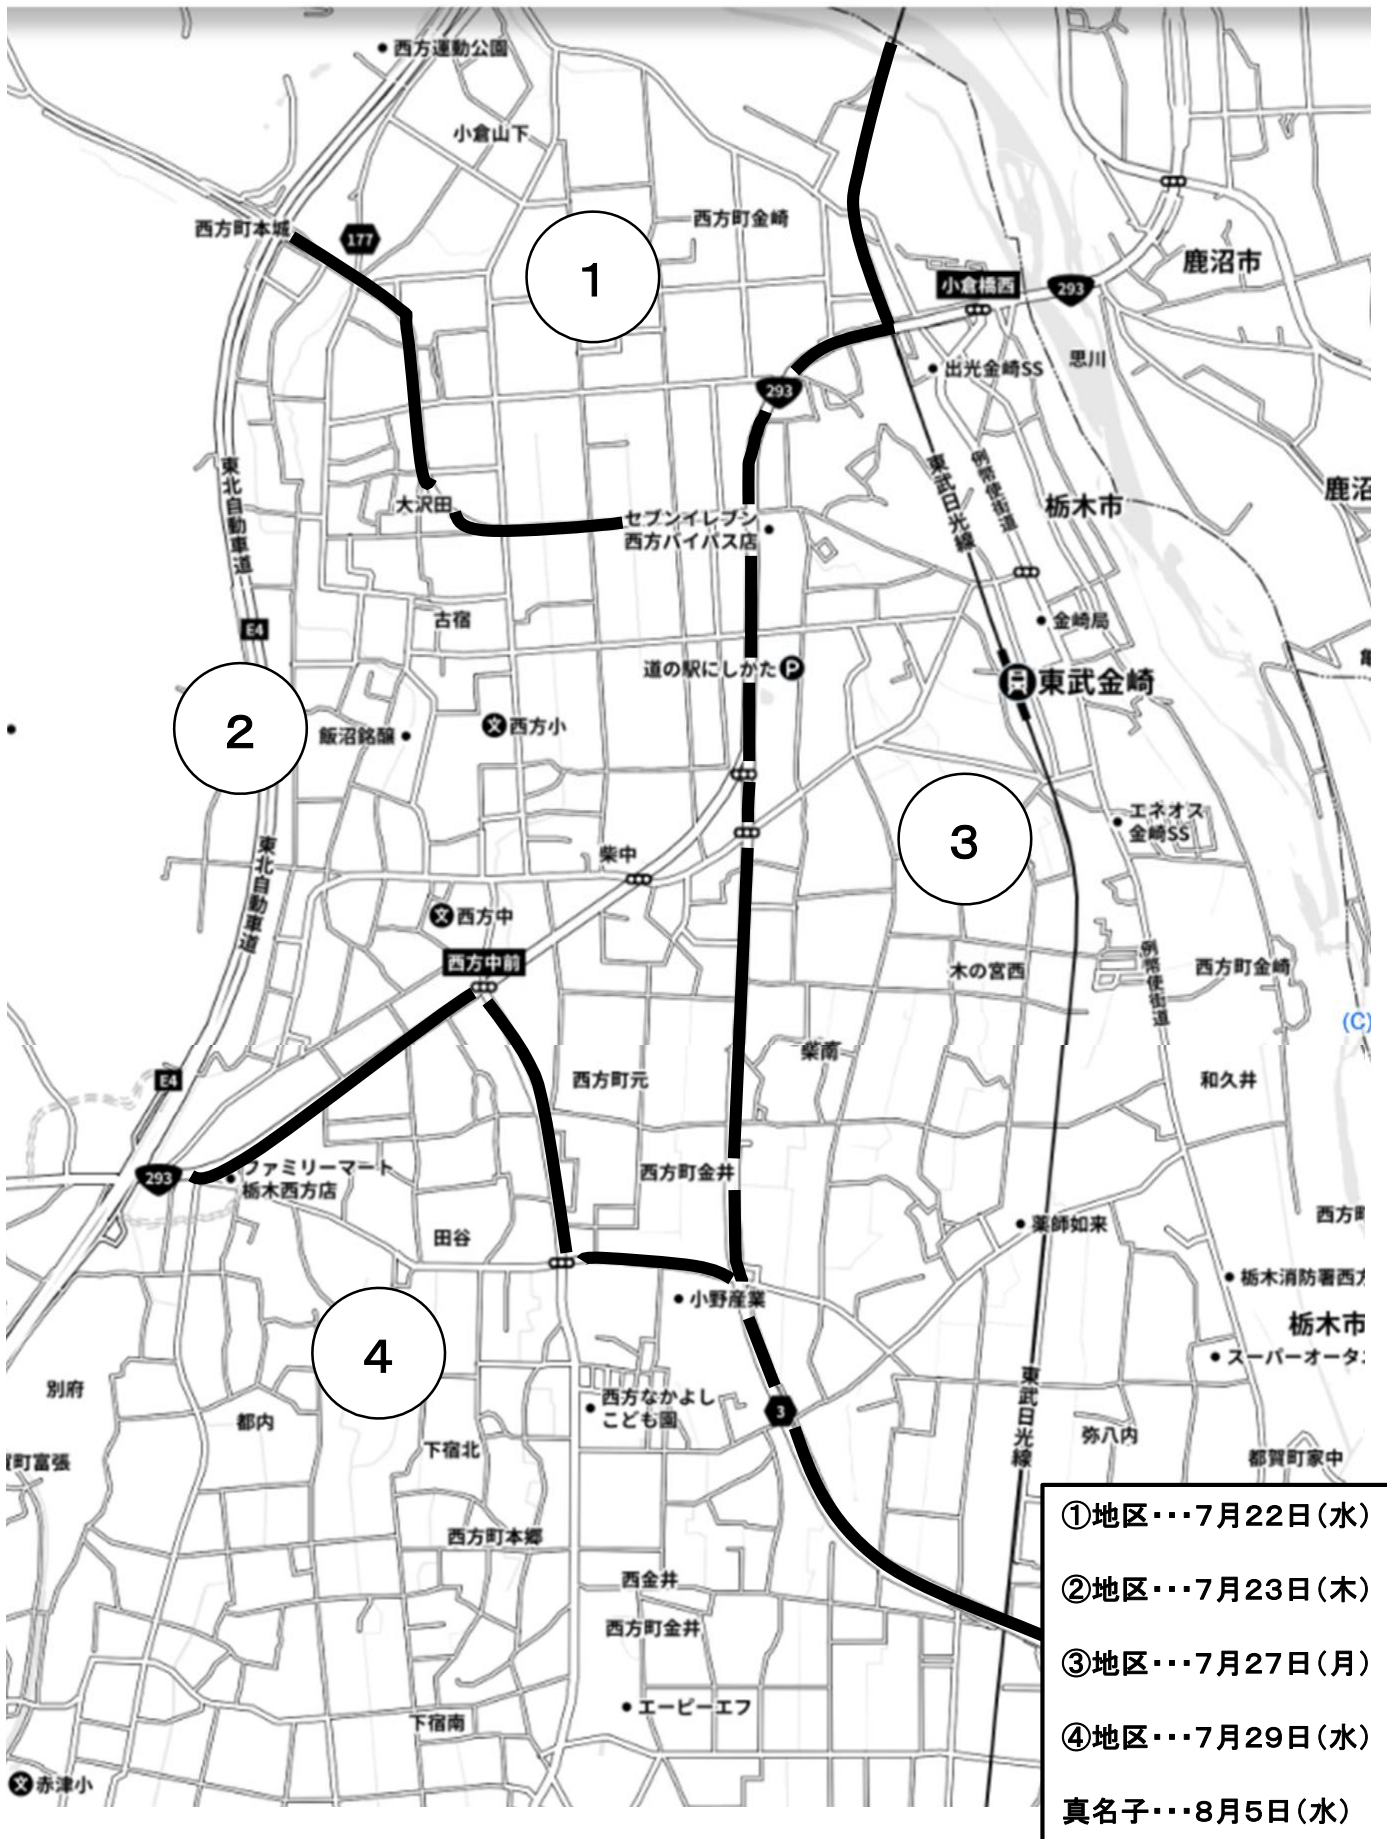 西方運動公園
小倉山下
西方町本城
177
西方町金崎
1
小倉橋西
293
鹿沼市
出光金崎SS
思川
293
東北自動車道
大沢田
セブンイレブン
西方バイパス店
東武日光線
例幣使街道
栃木市
鹿沼
古宿
E4
金崎局
道の駅にしかた
P
東武金崎
2
飯沼銘醸
文
西方小
3
エネオス
金崎SS
東北自動車道
柴中
文
西方中
西方中前
木の宮西
例幣使街道
西方町金崎
(C)
柴南
E4
西方町元
和久井
293
ファミリーマート
栃木西方店
西方町金井
田谷
薬師如来
西方町
栃木消防署西方
小野産業
栃木市
4
スーパーオータ
別府
都内
西方なかよし
こども園
3
東武日光線
弥八内
下宿北
都賀町家中
町富張
西方町本郷
西金井
西方町金井
エーピーエフ
下宿南
文
赤津小
①地区・・・7月22日(水)
②地区・・・7月23日(木)
③地区・・・7月27日(月)
④地区・・・7月29日(水)
真名子・・・8月5日(水)